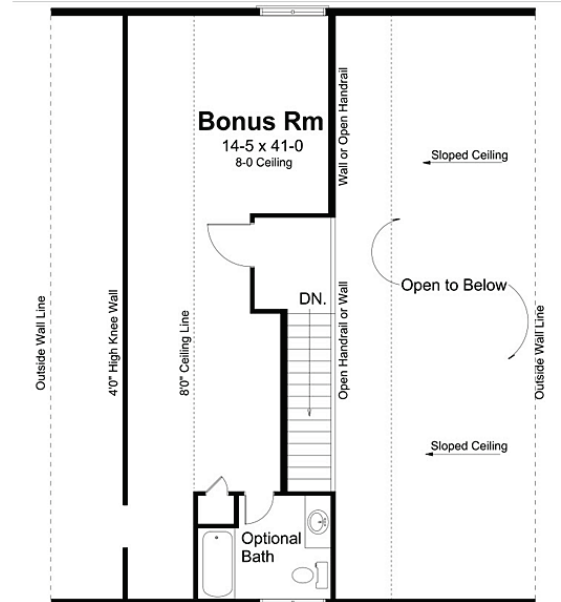 Bonus Rm
14-5 x 41-0
8-0 Ceiling
Wall or Open Handrail
Sloped Ceiling
Open to Below
DN.
Outside Wall Line
4'0" High Knee Wall
8'0" Ceiling Line
Open Handrail or Wall
Outside Wall Line
Sloped Ceiling
Optional
Bath